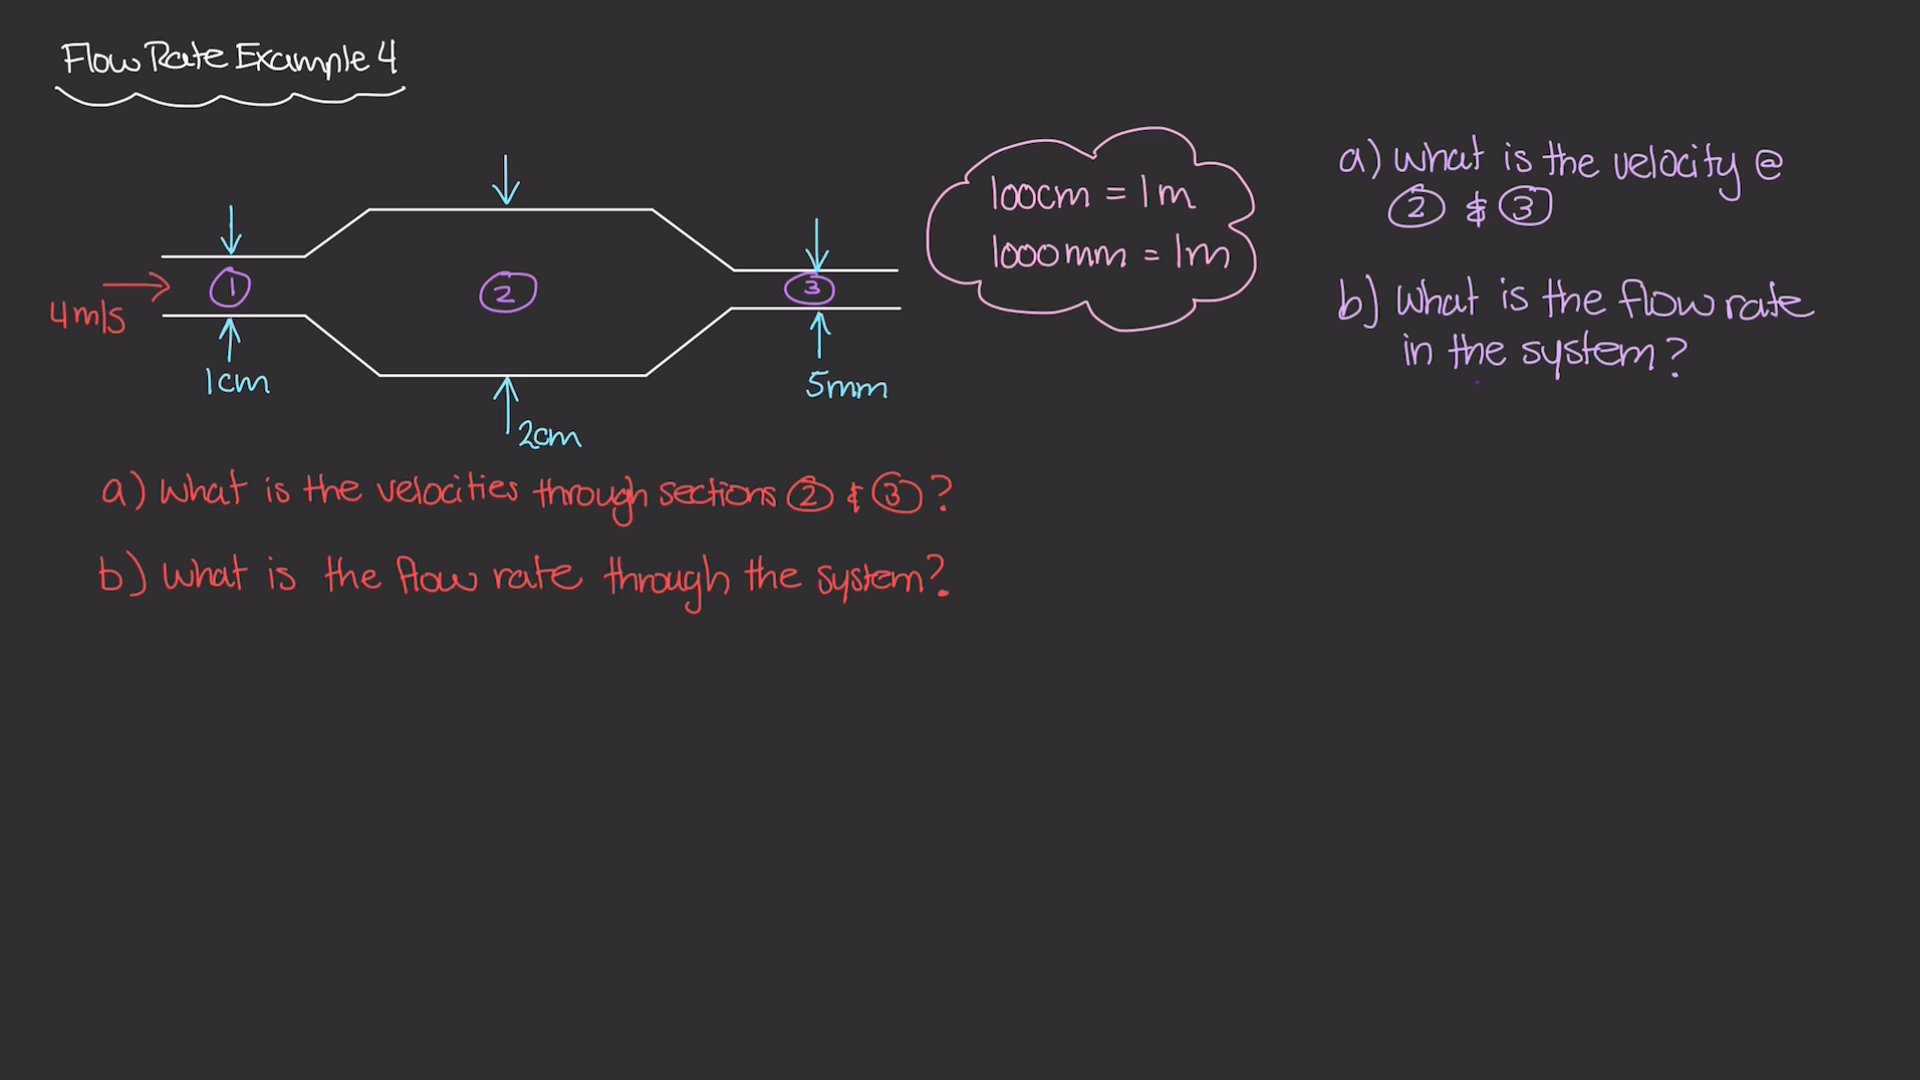 Flow Rate Example 4
100cm = 1m
1000mm = 1m
a) What is the velocity @
2 & 3
b) What is the flow rate
in the system?
4m/s
1
2
3
1cm
5mm
2cm
a) What is the velocities through sections 2 & 3?
b) What is the flow rate through the system?